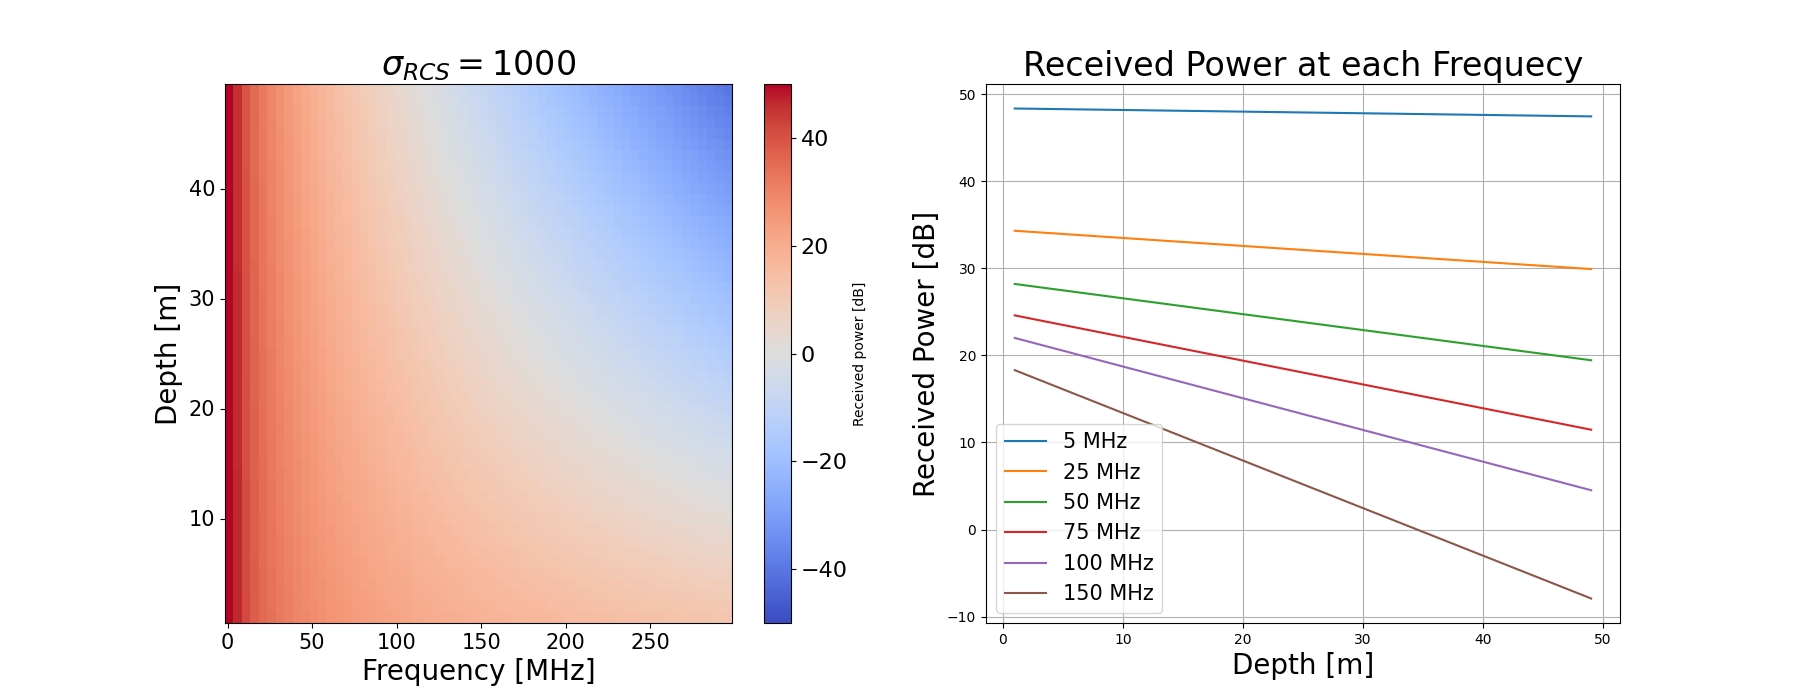 σRCS = 1000
40
30
20
10
Depth [m]
0 50 100 150 200 250
Frequency [MHz]
40
20
0
−20
−40
Received power [dB]
Received Power at each Frequecy
50
40
30
20
10
0
−10
Received Power [dB]
5 MHz
25 MHz
50 MHz
75 MHz
100 MHz
150 MHz
0 10 20 30 40 50
Depth [m]